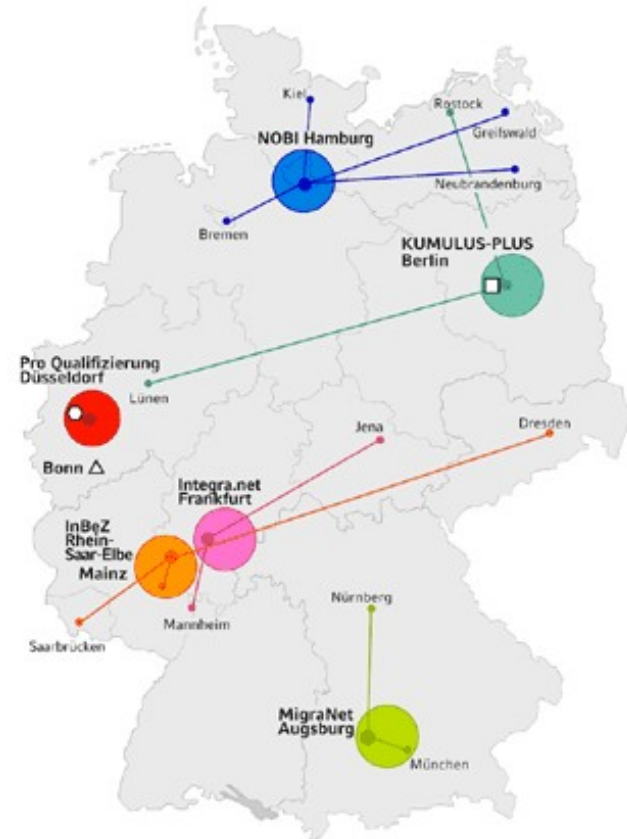 Kiel
Rostock
NOBI Hamburg
Greifswald
Neubrandenburg
Bremen
KUMULUS-PLUS
Berlin
Pro Qualifizierung
Düsseldorf
Lünen
Jena
Dresden
Bonn
Integra.net
Frankfurt
InBeZ
Rhein-
Saar-Elbe
Mainz
Nürnberg
Mannheim
Saarbrücken
MigraNet
Augsburg
München